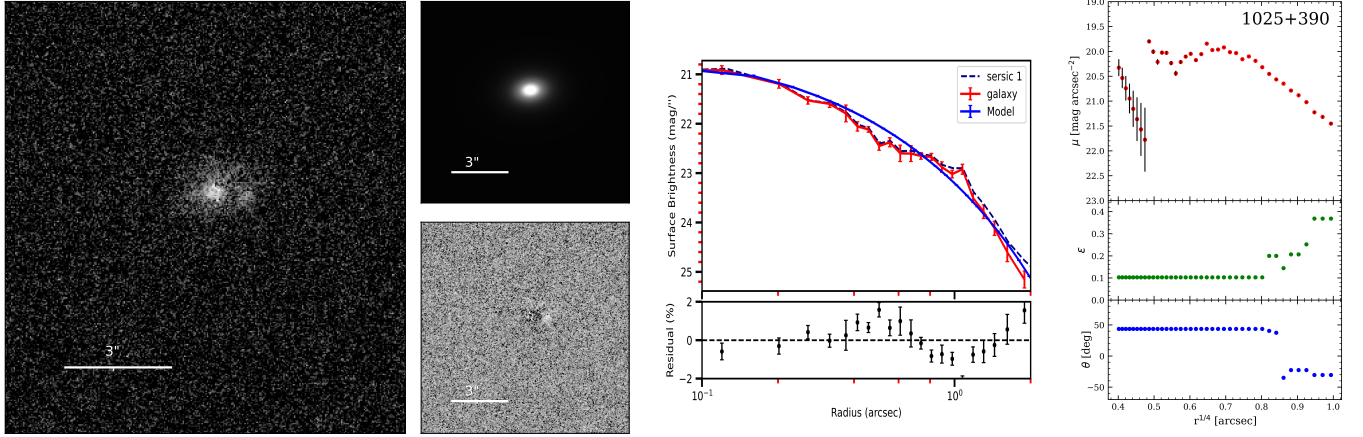 3"
3"
3"
21
22
23
24
25
Surface Brightness (mag/'')
sersic 1
galaxy
Model
2
0
−2
Residual (%)
10⁻¹
10⁰
Radius (arcsec)
1025+390
19.0
19.5
20.0
20.5
21.0
21.5
22.0
22.5
23.0
μ [mag arcsec⁻²]
0.4
0.3
0.2
0.1
0.0
ε
50
0
−50
θ [deg]
0.4 0.5 0.6 0.7 0.8 0.9 1.0
r^{1/4} [arcsec]